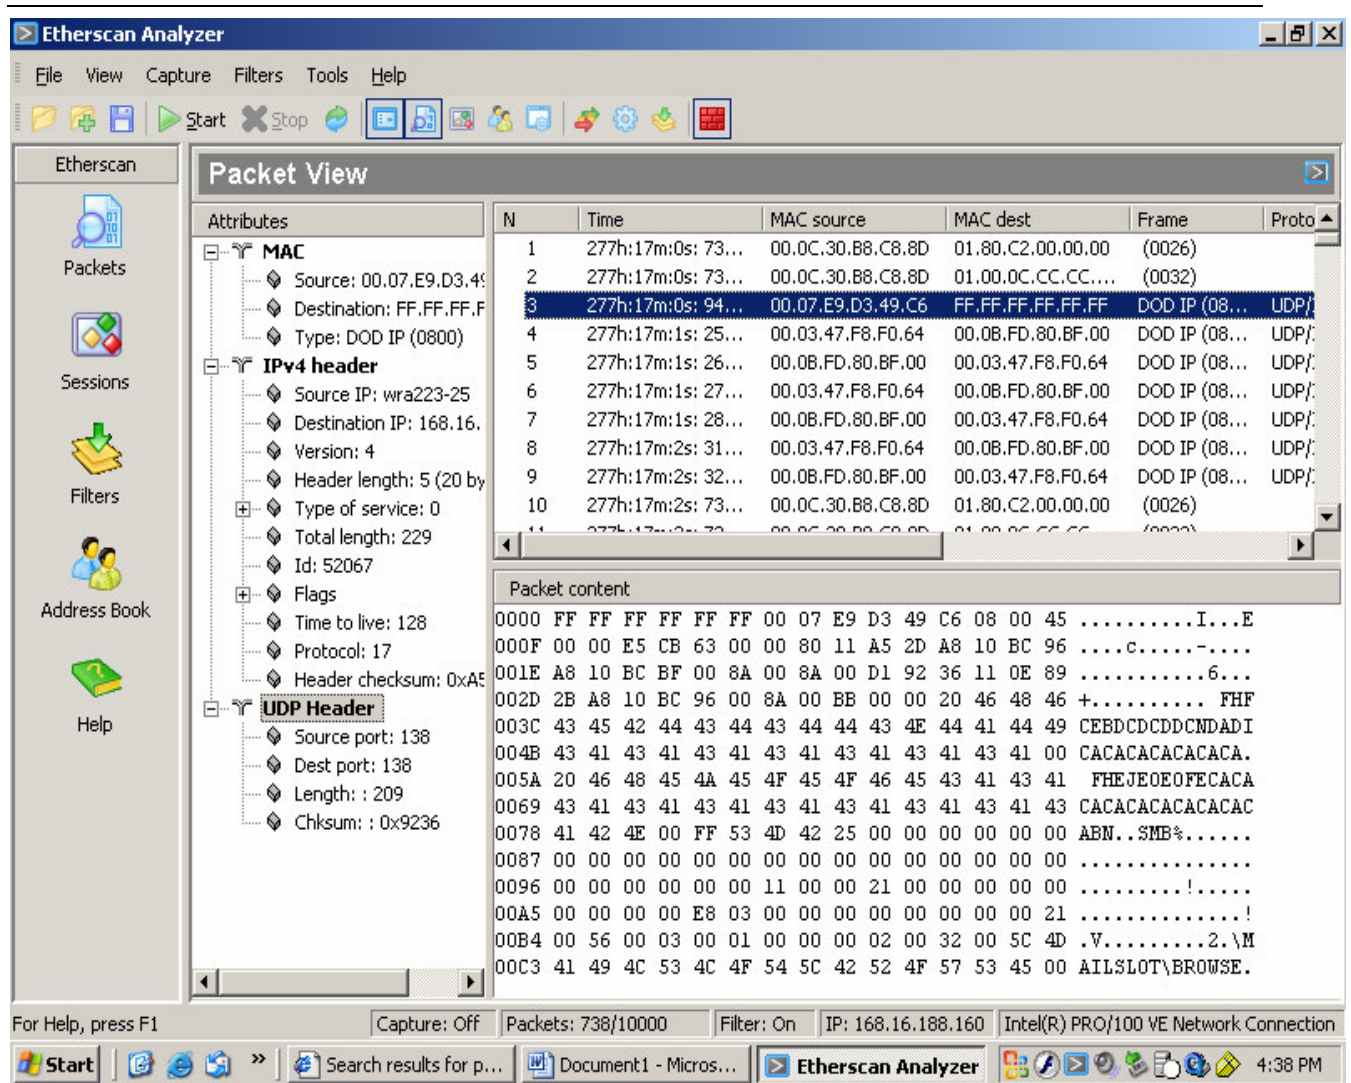 Etherscan Analyzer
File View Capture Filters Tools Help
Start Stop
Etherscan
Packets
Sessions
Filters
Address Book
Help
Packet View
Attributes
MAC
Source: 00.07.E9.D3.49
Destination: FF.FF.FF.F
Type: DOD IP (0800)
IPv4 header
Source IP: wra223-25
Destination IP: 168.16.
Version: 4
Header length: 5 (20 by
Type of service: 0
Total length: 229
Id: 52067
Flags
Time to live: 128
Protocol: 17
Header checksum: 0xA5
UDP Header
Source port: 138
Dest port: 138
Length: : 209
Chksum: : 0x9236
N Time MAC source MAC dest Frame Proto
1 277h:17m:0s: 73... 00.0C.30.B8.C8.8D 01.80.C2.00.00.00 (0026)
2 277h:17m:0s: 73... 00.0C.30.B8.C8.8D 01.00.0C.CC.CC.... (0032)
3 277h:17m:0s: 94... 00.07.E9.D3.49.C6 FF.FF.FF.FF.FF.FF DOD IP (08... UDP/
4 277h:17m:1s: 25... 00.03.47.F8.F0.64 00.0B.FD.80.BF.00 DOD IP (08... UDP/
5 277h:17m:1s: 26... 00.0B.FD.80.BF.00 00.03.47.F8.F0.64 DOD IP (08... UDP/
6 277h:17m:1s: 27... 00.03.47.F8.F0.64 00.0B.FD.80.BF.00 DOD IP (08... UDP/
7 277h:17m:1s: 28... 00.0B.FD.80.BF.00 00.03.47.F8.F0.64 DOD IP (08... UDP/
8 277h:17m:2s: 31... 00.03.47.F8.F0.64 00.0B.FD.80.BF.00 DOD IP (08... UDP/
9 277h:17m:2s: 32... 00.0B.FD.80.BF.00 00.03.47.F8.F0.64 DOD IP (08... UDP/
10 277h:17m:2s: 73... 00.0C.30.B8.C8.8D 01.80.C2.00.00.00 (0026)
Packet content
0000 FF FF FF FF FF FF 00 07 E9 D3 49 C6 08 00 45 ..........I...E
000F 00 00 E5 CB 63 00 00 80 11 A5 2D A8 10 BC 96 ....c.....-....
001E A8 10 BC BF 00 8A 00 8A 00 D1 92 36 11 0E 89 ...........6...
002D 2B A8 10 BC 96 00 8A 00 BB 00 00 20 46 48 46 +.......... FHF
003C 43 45 42 44 43 44 43 44 44 43 4E 44 41 44 49 CEBDCDCDDCNDADI
004B 43 41 43 41 43 41 43 41 43 41 43 41 43 41 00 CACACACACACACA.
005A 20 46 48 45 4A 45 4F 45 4F 46 45 43 41 43 41  FHEJEOEOFECACA
0069 43 41 43 41 43 41 43 41 43 41 43 41 43 41 43 CACACACACACACAC
0078 41 42 4E 00 FF 53 4D 42 25 00 00 00 00 00 00 ABN..SMB%......
0087 00 00 00 00 00 00 00 00 00 00 00 00 00 00 00 ...............
0096 00 00 00 00 00 00 11 00 00 21 00 00 00 00 00 .........!.....
00A5 00 00 00 00 E8 03 00 00 00 00 00 00 00 00 21 ..............!
00B4 00 56 00 03 00 01 00 00 00 02 00 32 00 5C 4D .V.........2.\M
00C3 41 49 4C 53 4C 4F 54 5C 42 52 4F 57 53 45 00 AILSLOT\BROWSE.
For Help, press F1 Capture: Off Packets: 738/10000 Filter: On IP: 168.16.188.160 Intel(R) PRO/100 VE Network Connection
Start » Search results for p... Document1 - Micros... Etherscan Analyzer 4:38 PM